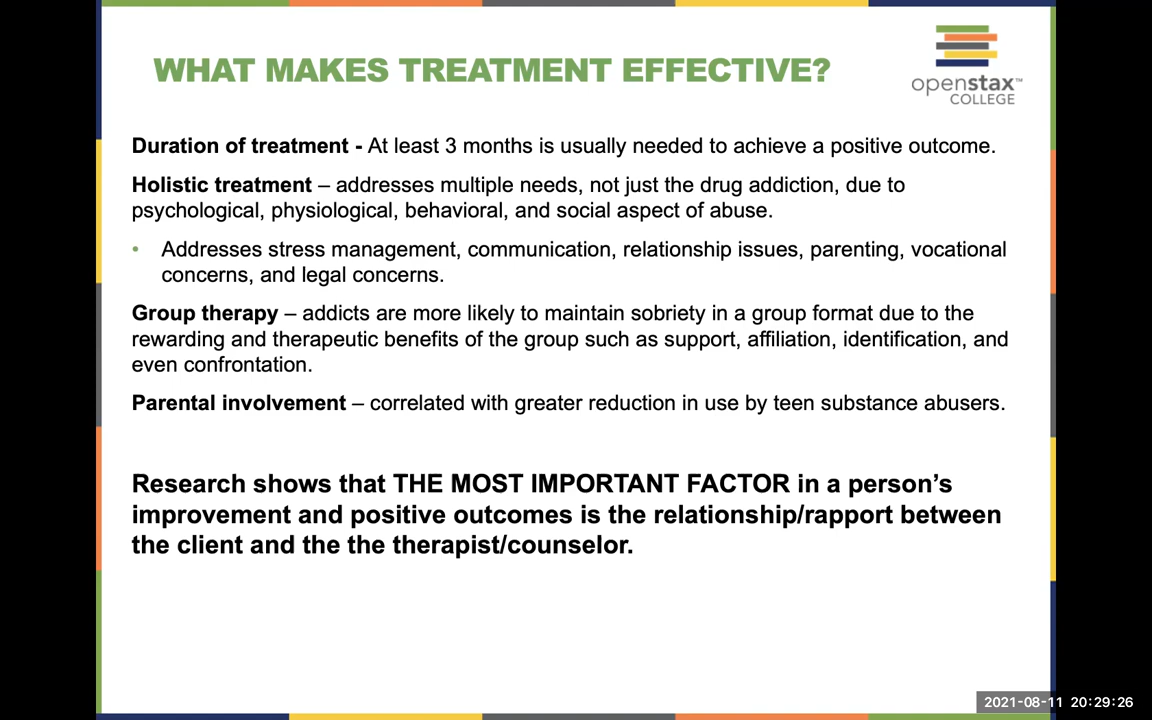 WHAT MAKES TREATMENT EFFECTIVE?
openstax™
COLLEGE
Duration of treatment - At least 3 months is usually needed to achieve a positive outcome.
Holistic treatment – addresses multiple needs, not just the drug addiction, due to
psychological, physiological, behavioral, and social aspect of abuse.
• Addresses stress management, communication, relationship issues, parenting, vocational
concerns, and legal concerns.
Group therapy – addicts are more likely to maintain sobriety in a group format due to the
rewarding and therapeutic benefits of the group such as support, affiliation, identification, and
even confrontation.
Parental involvement – correlated with greater reduction in use by teen substance abusers.
Research shows that THE MOST IMPORTANT FACTOR in a person’s
improvement and positive outcomes is the relationship/rapport between
the client and the the therapist/counselor.
2021-08-11 20:29:26